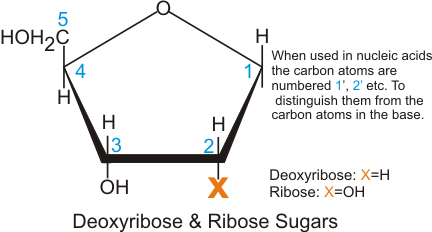 O
5
HOH2C
H
4
1
H
When used in nucleic acids
the carbon atoms are
numbered 1', 2' etc. To
distinguish them from the
carbon atoms in the base.
H
H
3
2
OH
X
Deoxyribose: X=H
Ribose: X=OH
Deoxyribose & Ribose Sugars